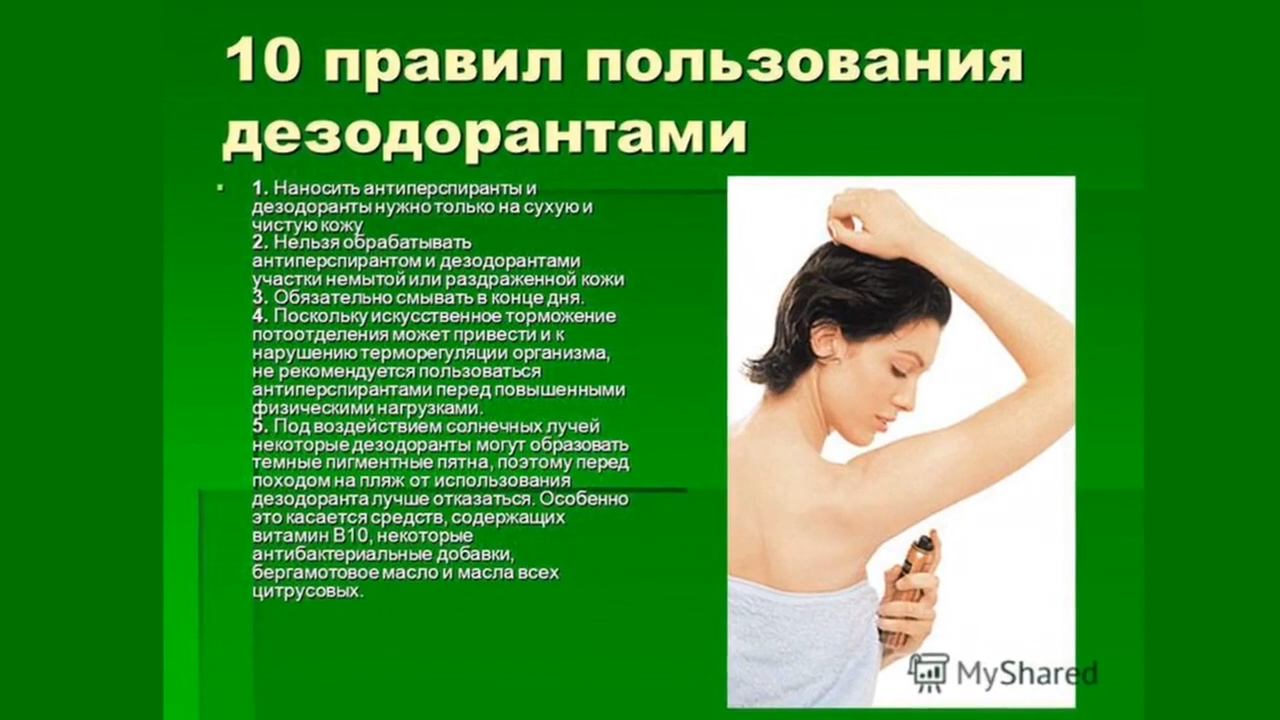 10 правил пользования
дезодорантами
1. Наносить антиперспиранты и
дезодоранты нужно только на сухую и
чистую кожу
2. Нельзя обрабатывать
антиперспирантом и дезодорантами
участки немытой или раздраженной кожи
3. Обязательно смывать в конце дня.
4. Поскольку искусственное торможение
потоотделения может привести и к
нарушению терморегуляции организма,
не рекомендуется пользоваться
антиперспирантами перед повышенными
физическими нагрузками.
5. Под воздействием солнечных лучей
некоторые дезодоранты могут образовать
темные пигментные пятна, поэтому перед
походом на пляж от использования
дезодоранта лучше отказаться. Особенно
это касается средств, содержащих
витамин В10, некоторые
антибактериальные добавки,
бергамотовое масло и масла всех
цитрусовых.
MyShared